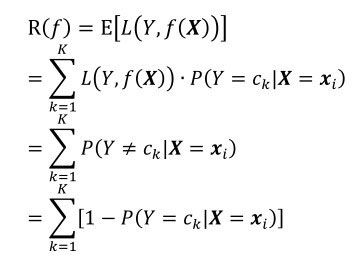 R(f) = E[L(Y, f(X))]
= ∑_{k=1}^{K} L(Y, f(X)) · P(Y = c_k|X = x_i)
= ∑_{k=1}^{K} P(Y ≠ c_k|X = x_i)
= ∑_{k=1}^{K} [1 − P(Y = c_k|X = x_i)]